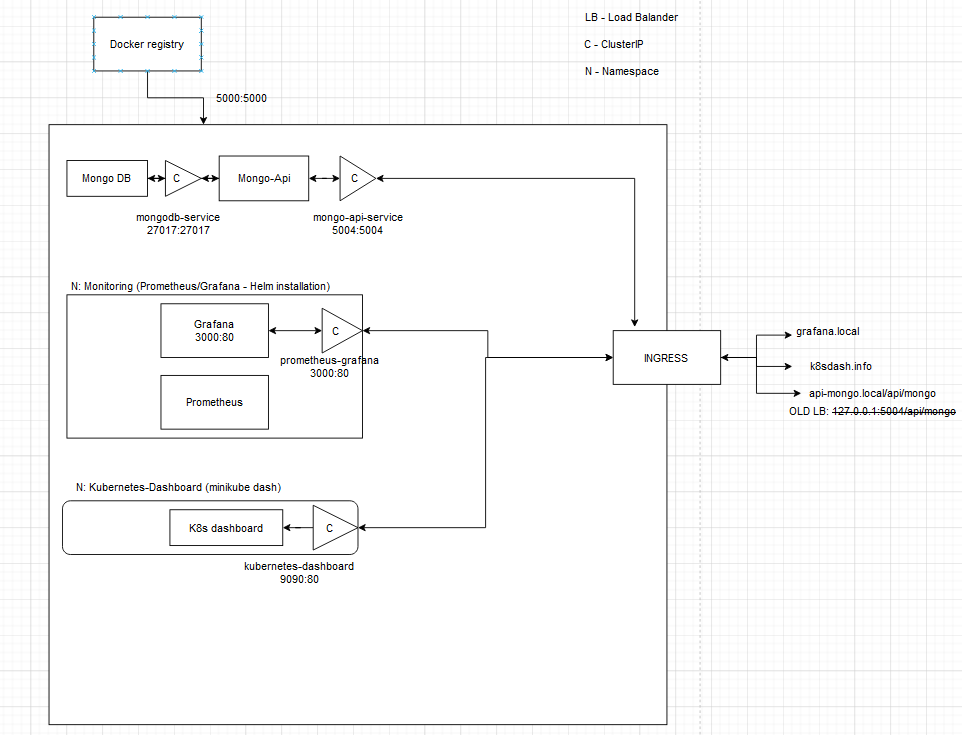 LB - Load Balander
Docker registry
C - ClusterIP
N - Namespace
5000:5000
Mongo DB
C
Mongo-Api
C
mongodb-service
27017:27017
mongo-api-service
5004:5004
N: Monitoring (Prometheus/Grafana - Helm installation)
Grafana
3000:80
C
prometheus-grafana
3000:80
Prometheus
INGRESS
grafana.local
k8sdash.info
api-mongo.local/api/mongo
OLD LB: 127.0.0.1:5004/api/mongo
N: Kubernetes-Dashboard (minikube dash)
K8s dashboard
C
kubernetes-dashboard
9090:80